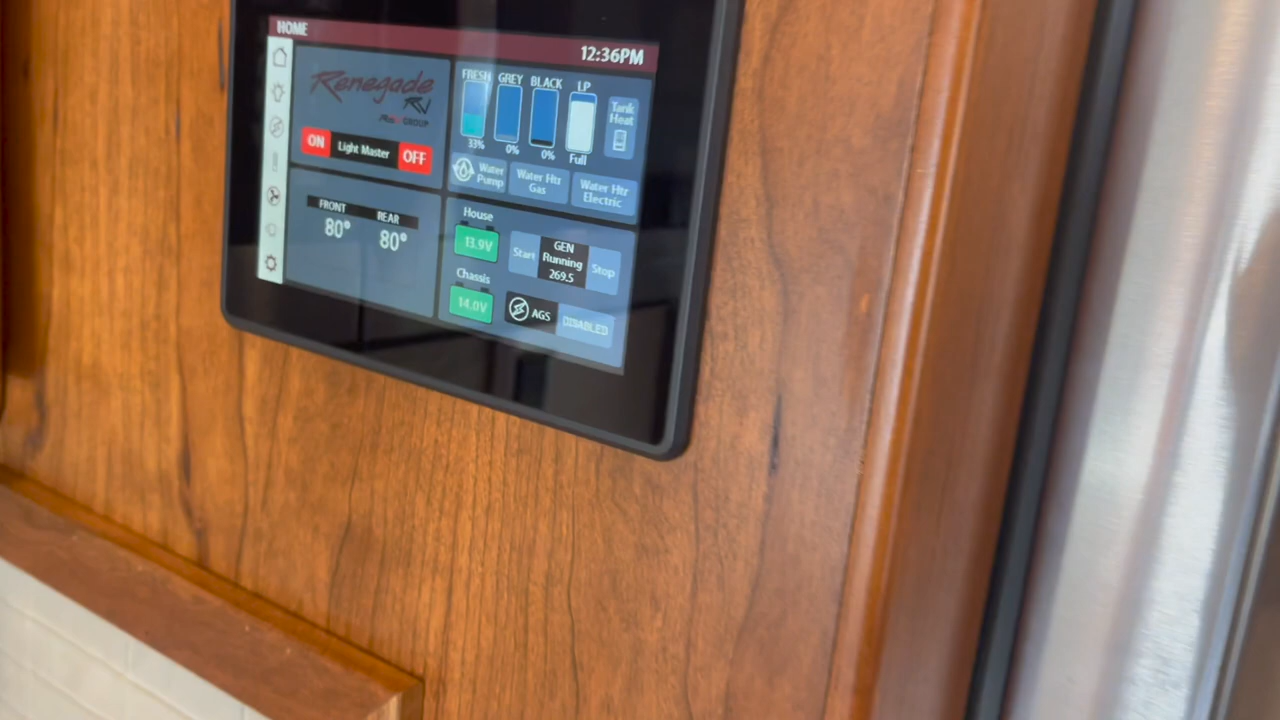 HOME
12:36PM
Renegade
RV
GROUP
ON Light Master OFF
FRESH GREY BLACK LP
33% 0% 0% Full
Tank
Heat
Water
Pump
Water Htr
Gas
Water Htr
Electric
FRONT REAR
80° 80°
House
13.9V
Chassis
14.0V
Start
GEN
Running
269.5
Stop
AGS
DISABLED